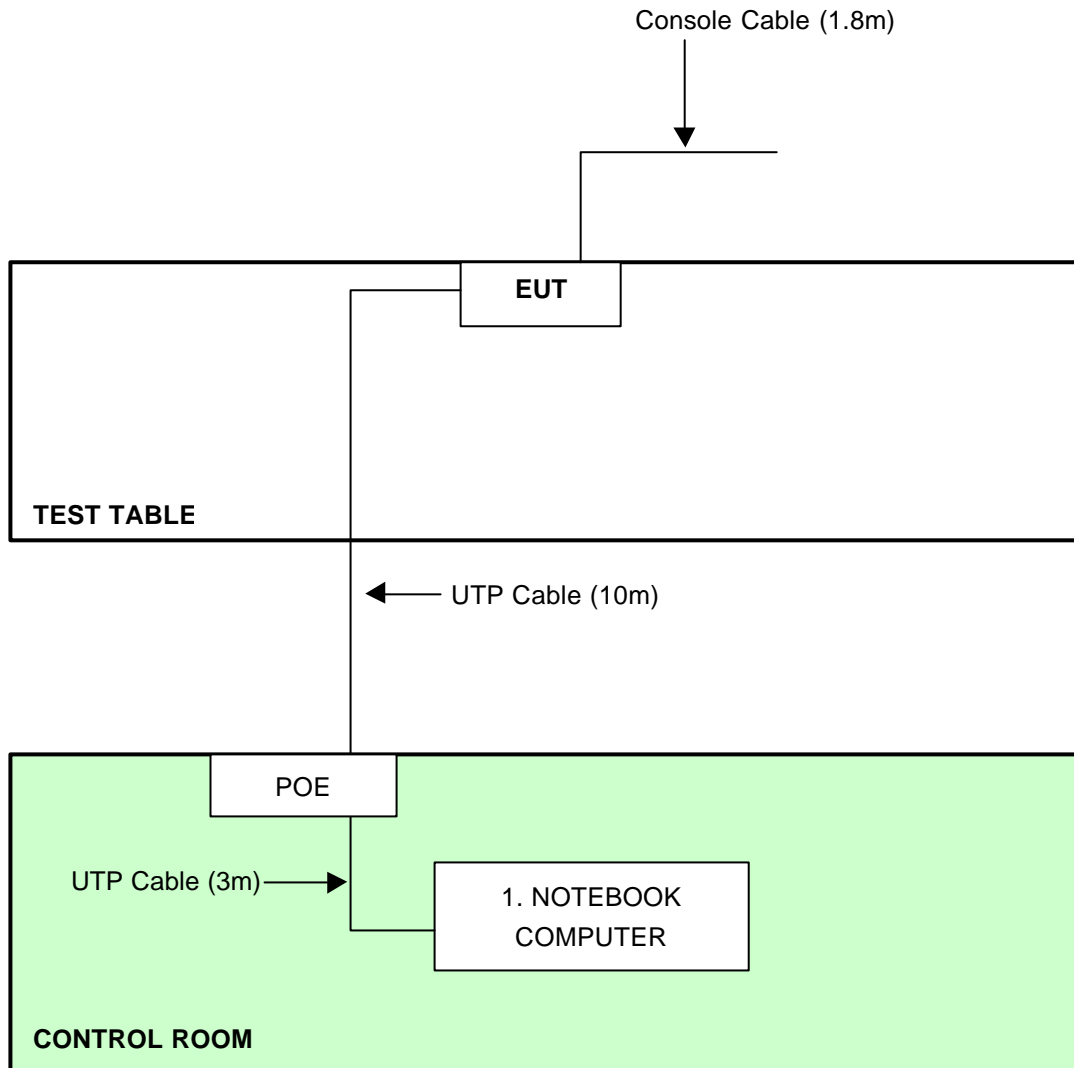 Console Cable (1.8m)
EUT
TEST TABLE
UTP Cable (10m)
POE
UTP Cable (3m)
1. NOTEBOOK
COMPUTER
CONTROL ROOM